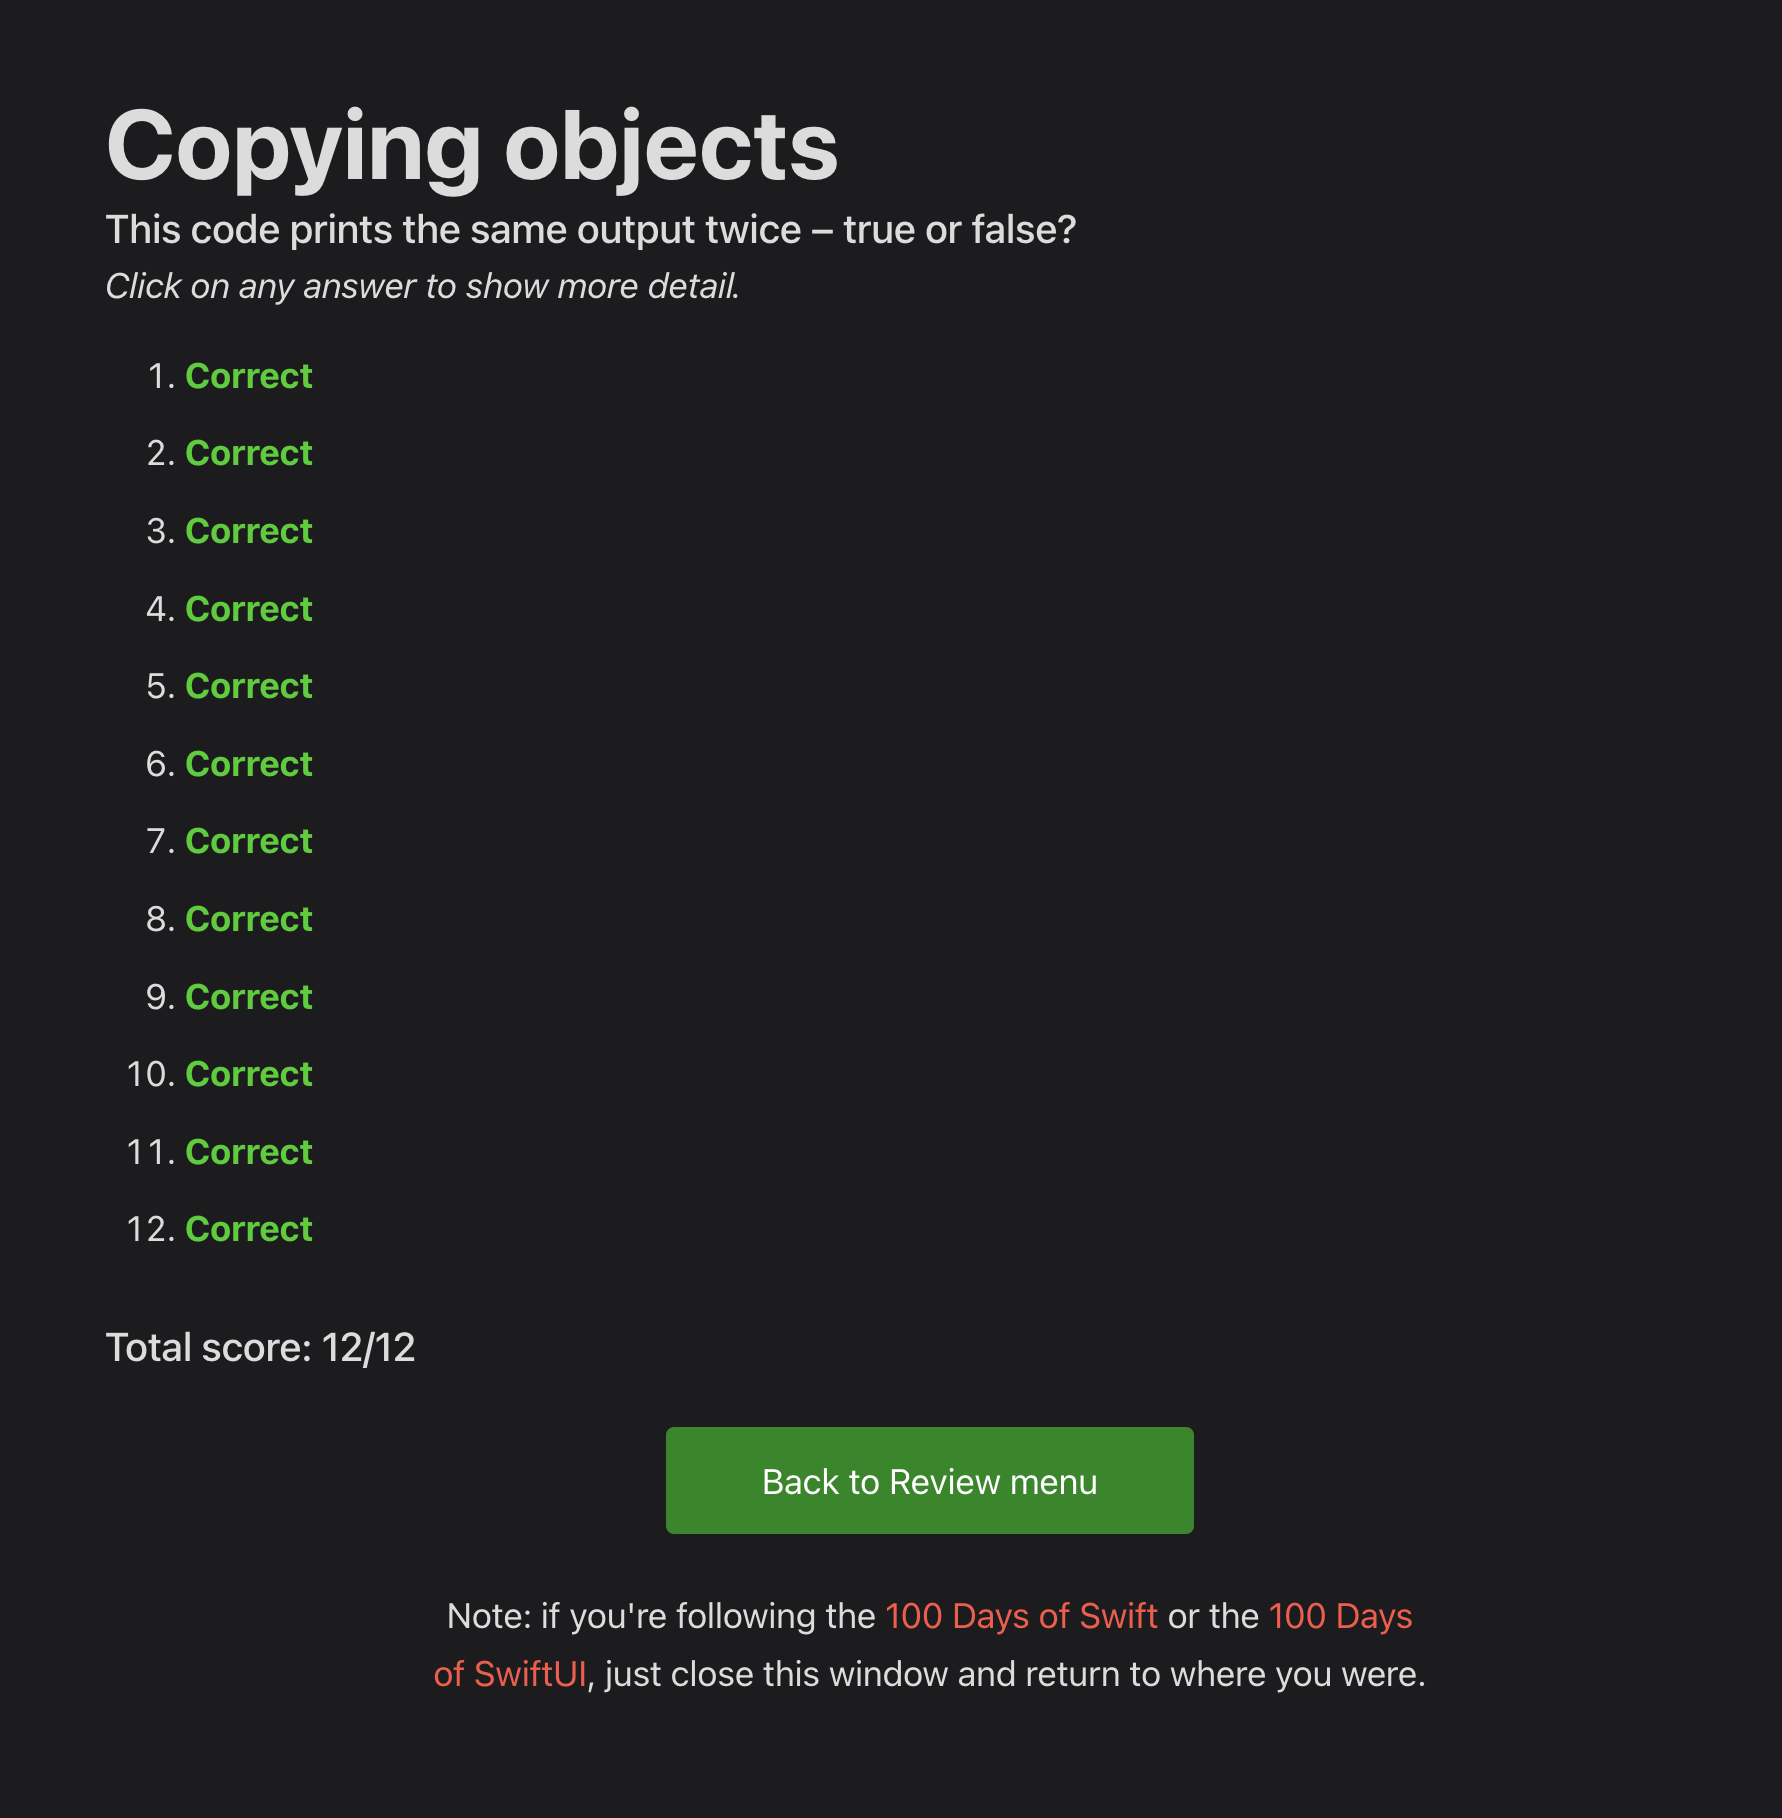 Copying objects
This code prints the same output twice – true or false?
Click on any answer to show more detail.
1. Correct
2. Correct
3. Correct
4. Correct
5. Correct
6. Correct
7. Correct
8. Correct
9. Correct
10. Correct
11. Correct
12. Correct
Total score: 12/12
Back to Review menu
Note: if you're following the 100 Days of Swift or the 100 Days
of SwiftUI, just close this window and return to where you were.